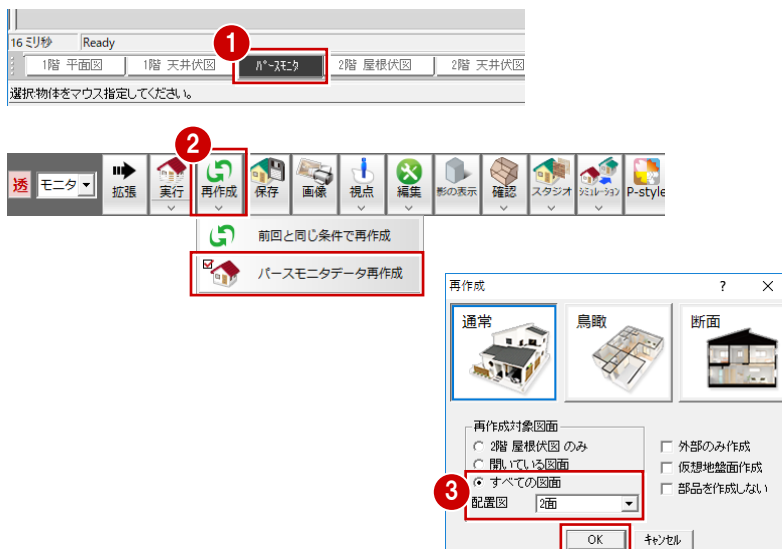 16 ミリ秒 Ready
1
1階 平面図 1階 天井伏図 パースモニタ 2階 屋根伏図 2階 天井伏図
選択物体をマウス指定してください。
2
透 モニタ 拡張 実行 再作成 保存 画像 視点 編集 影の表示 確認 スタジオ シミュレーション P-style
前回と同じ条件で再作成
パースモニタデータ再作成
再作成 ? ×
通常 鳥瞰 断面
再作成対象図面
2階 屋根伏図 のみ 外部のみ作成
開いている図面 仮想地盤面作成
すべての図面 部品を作成しない
3
配置図 2面
OK キャンセル